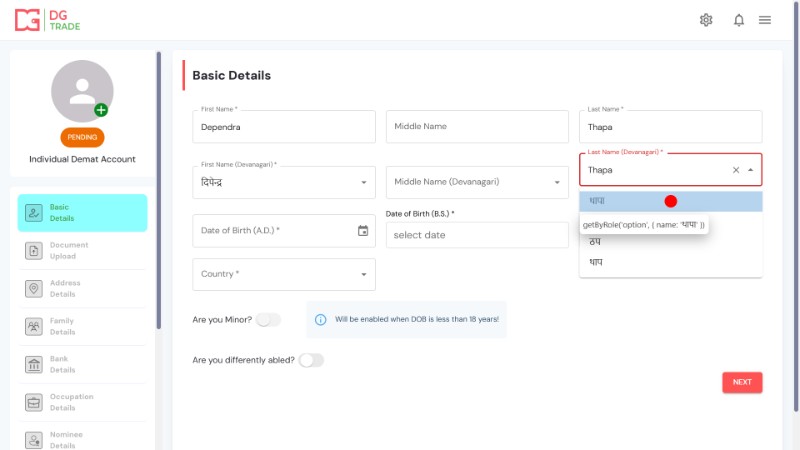 DG
TRADE
PENDING
Individual Demat Account
Basic
Details
Document
Upload
Address
Details
Family
Details
Bank
Details
Occupation
Details
Nominee
Details
Basic Details
First Name *
Dependra
Middle Name
Last Name *
Thapa
First Name (Devanagari) *
दिपेन्द्र
Middle Name (Devanagari)
Last Name (Devanagari) *
Thapa
थापा
getByRole('option', { name: 'थापा' })
ठप
थाप
Date of Birth (A.D.) *
Date of Birth (B.S.) *
select date
Country *
Are you Minor?
Will be enabled when DOB is less than 18 years!
Are you differently abled?
NEXT